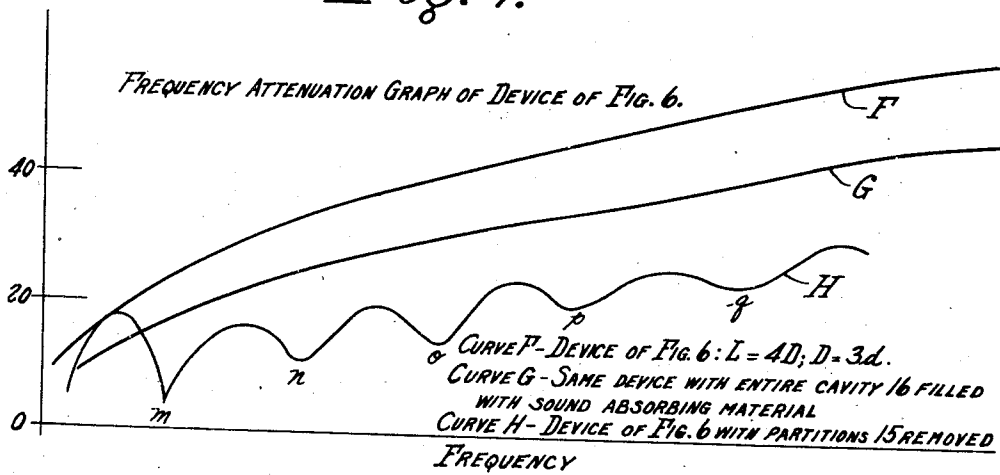 Fig. 7.
FREQUENCY ATTENUATION GRAPH OF DEVICE OF FIG. 6.
F
40
G
20
H
q
p
o
n
m
CURVE F - DEVICE OF FIG. 6 : L = 4D; D = 3d.
CURVE G - SAME DEVICE WITH ENTIRE CAVITY 16 FILLED
WITH SOUND ABSORBING MATERIAL
CURVE H - DEVICE OF FIG. 6 WITH PARTITIONS 15 REMOVED
0
FREQUENCY